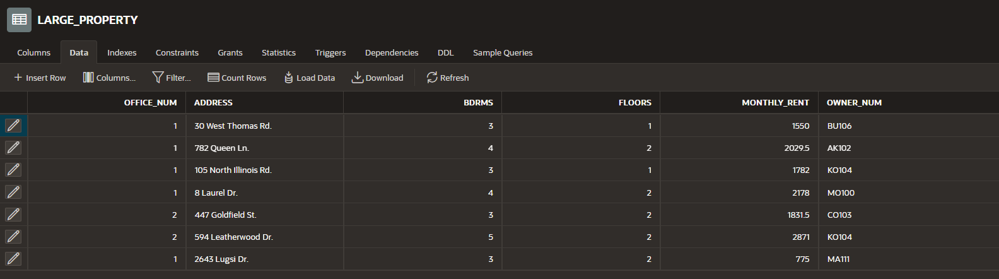 LARGE_PROPERTY
Columns Data Indexes Constraints Grants Statistics Triggers Dependencies DDL Sample Queries
+ Insert Row Columns... Filter... Count Rows Load Data Download Refresh
OFFICE_NUM ADDRESS BDRMS FLOORS MONTHLY_RENT OWNER_NUM
1 30 West Thomas Rd. 3 1 1550 BU106
1 782 Queen Ln. 4 2 2029.5 AK102
1 105 North Illinois Rd. 3 1 1782 KO104
1 8 Laurel Dr. 4 2 2178 MO100
2 447 Goldfield St. 3 2 1831.5 CO103
2 594 Leatherwood Dr. 5 2 2871 KO104
1 2643 Lugsi Dr. 3 2 775 MA111